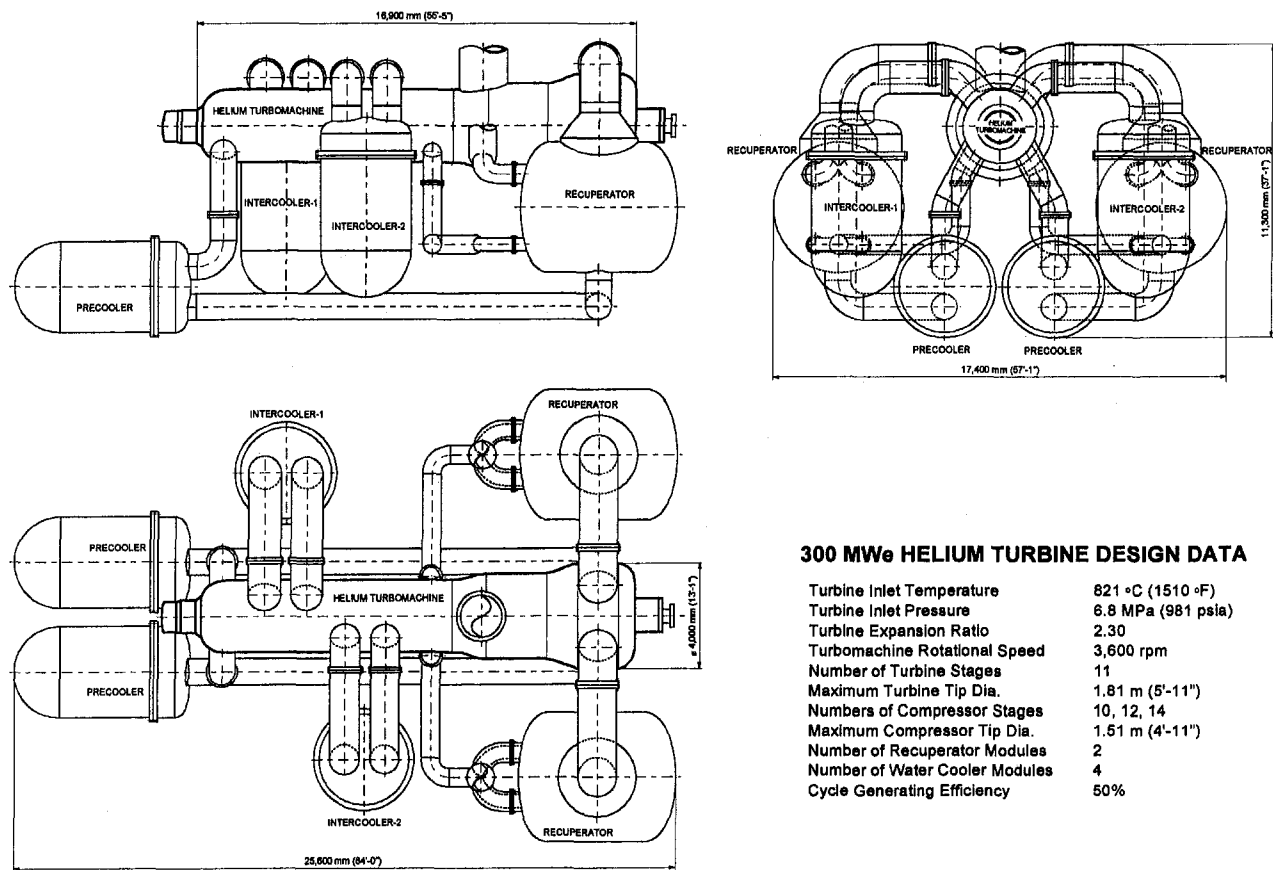 16,900 mm (55'-5")
HELIUM TURBOMACHINE
INTERCOOLER-1
INTERCOOLER-2
RECUPERATOR
PRECOOLER
HELIUM
TURBOMACHINE
RECUPERATOR
RECUPERATOR
INTERCOOLER-1
INTERCOOLER-2
PRECOOLER
PRECOOLER
11,300 mm (37'-1")
17,400 mm (57'-1")
INTERCOOLER-1
RECUPERATOR
PRECOOLER
HELIUM TURBOMACHINE
ø 4,000 mm (13'-1")
PRECOOLER
INTERCOOLER-2
RECUPERATOR
25,600 mm (84'-0")
300 MWe HELIUM TURBINE DESIGN DATA
Turbine Inlet Temperature 821 °C (1510 °F)
Turbine Inlet Pressure 6.8 MPa (981 psia)
Turbine Expansion Ratio 2.30
Turbomachine Rotational Speed 3,600 rpm
Number of Turbine Stages 11
Maximum Turbine Tip Dia. 1.81 m (5'-11")
Numbers of Compressor Stages 10, 12, 14
Maximum Compressor Tip Dia. 1.51 m (4'-11")
Number of Recuperator Modules 2
Number of Water Cooler Modules 4
Cycle Generating Efficiency 50%